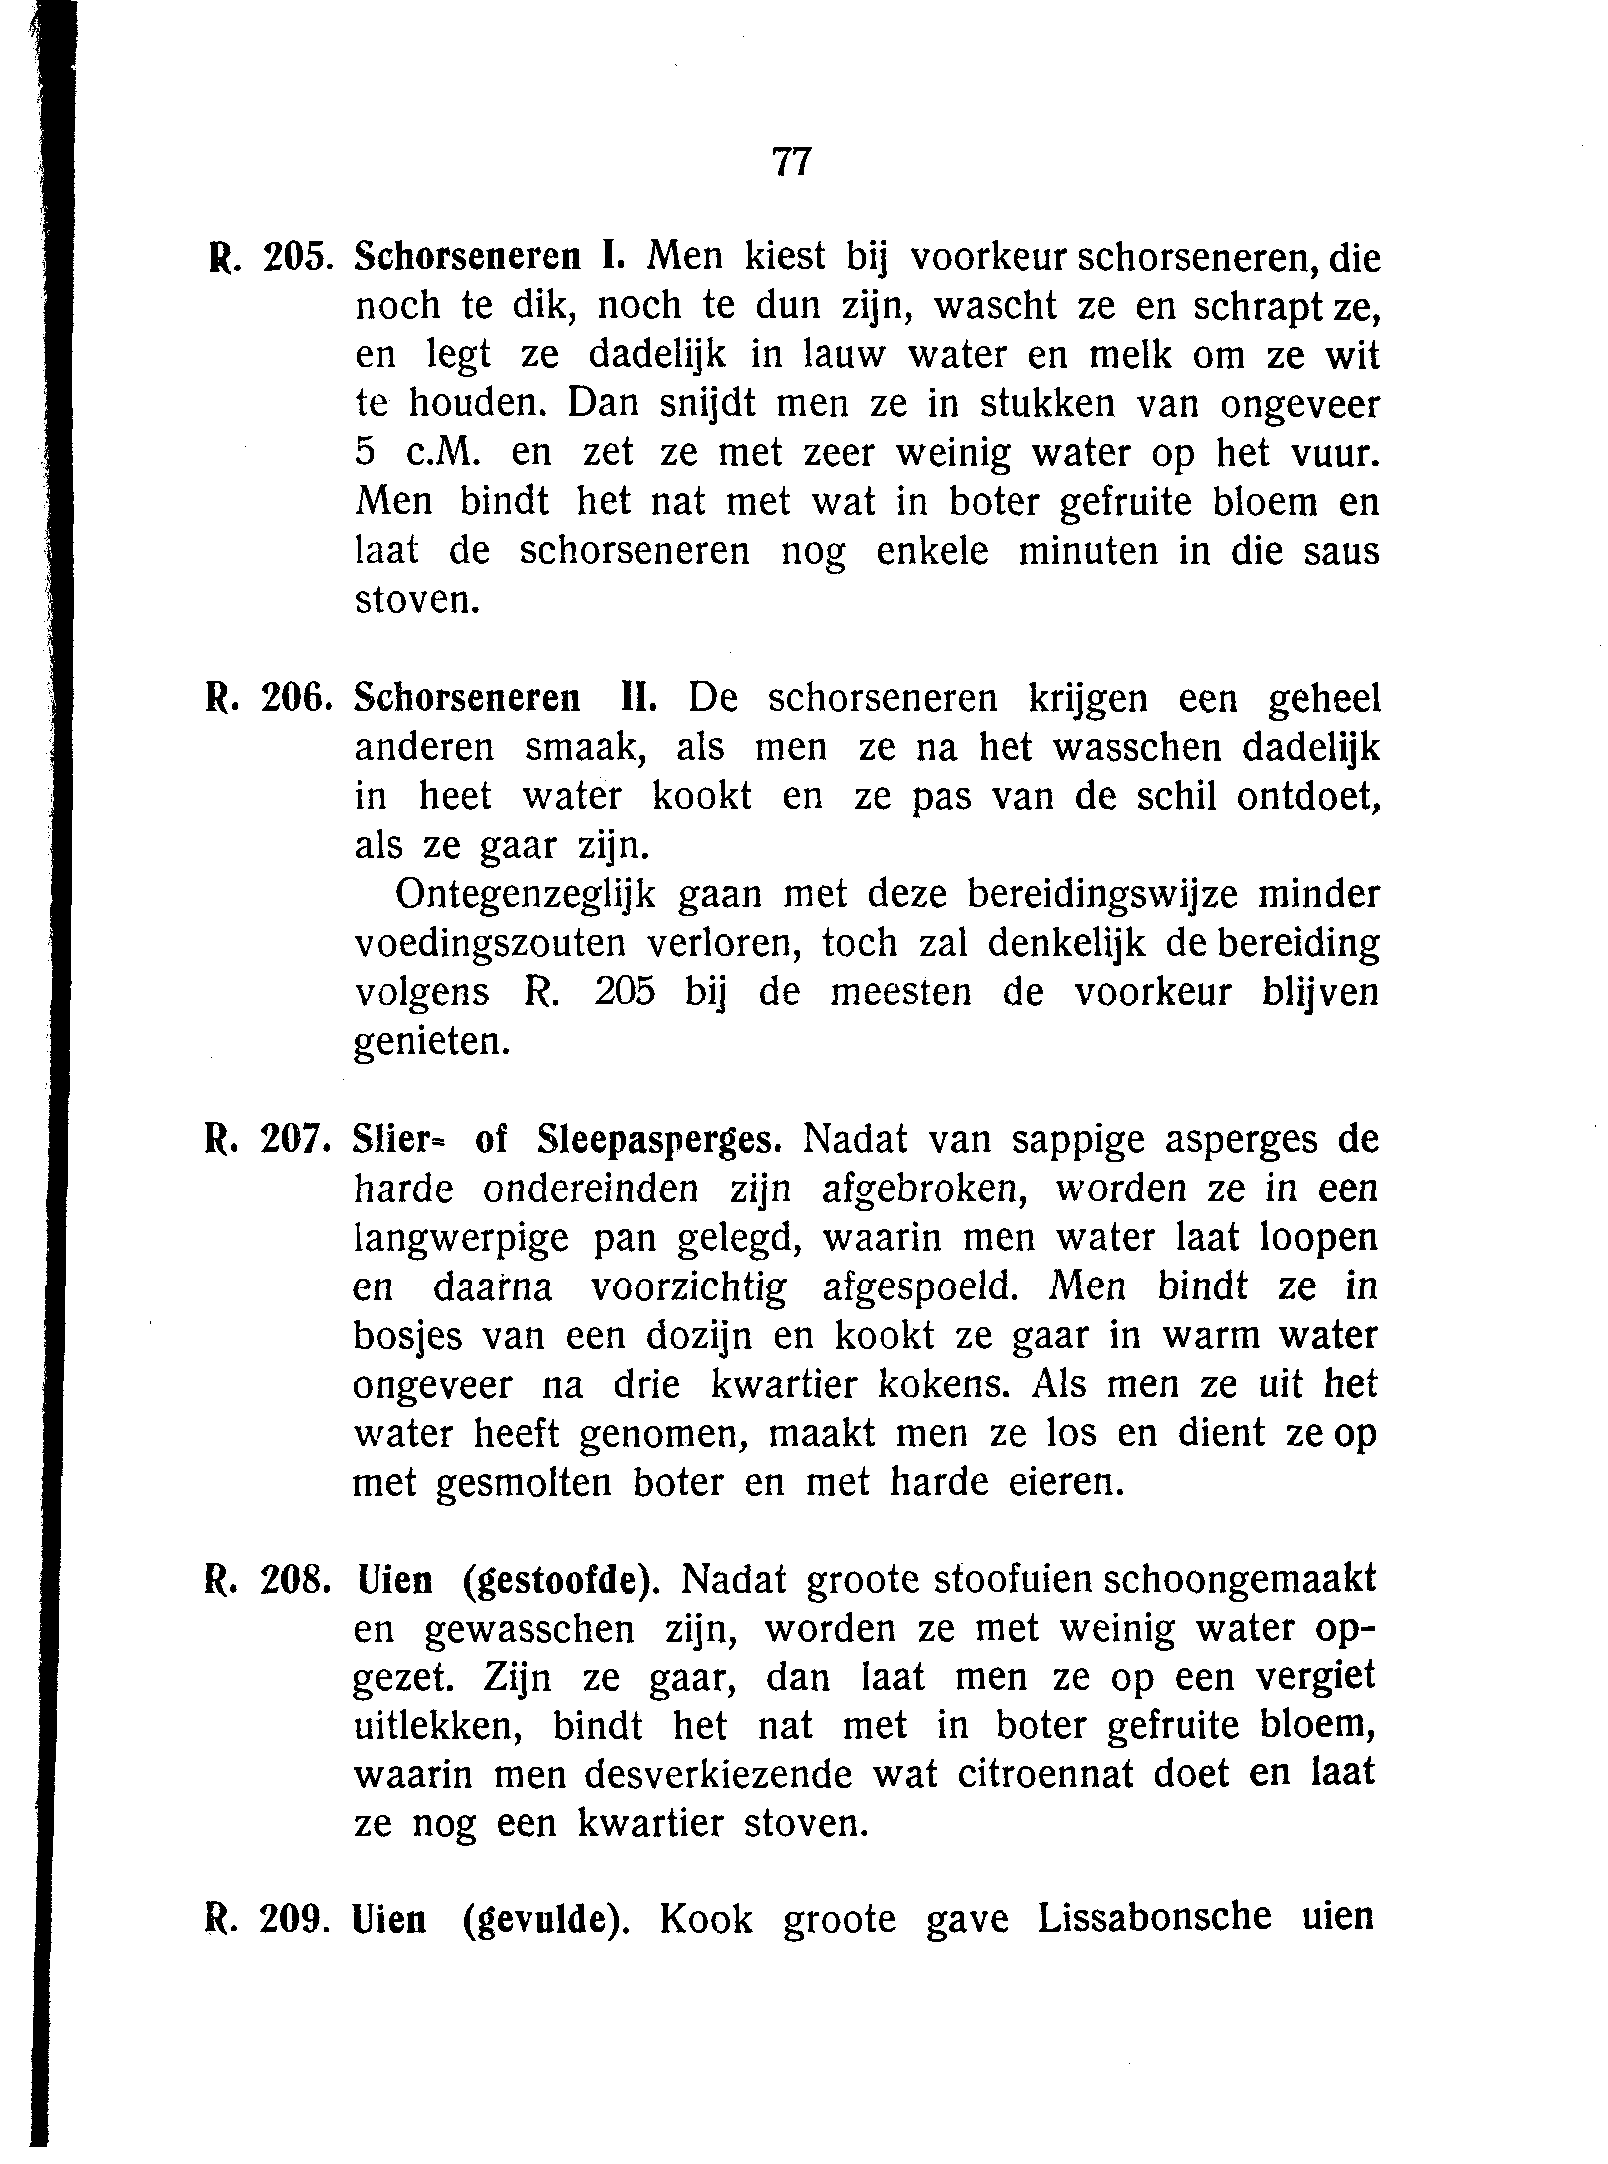 77
R. 205. Schorseneren I. Men kiest bij voorkeur schorseneren, die
noch te dik, noch te dun zijn, wascht ze en schrapt ze,
en legt ze dadelijk in lauw water en melk om ze wit
te houden. Dan snijdt men ze in stukken van ongeveer
5 c.M. en zet ze met zeer weinig water op het vuur.
Men bindt het nat met wat in boter gefruite bloem en
laat de schorseneren nog enkele minuten in die saus
stoven.
R. 206. Schorseneren II. De schorseneren krijgen een geheel
anderen smaak, als men ze na het wasschen dadelijk
in heet water kookt en ze pas van de schil ontdoet,
als ze gaar zijn.
Ontegenzeglijk gaan met deze bereidingswijze minder
voedingszouten verloren, toch zal denkelijk de bereiding
volgens R. 205 bij de meesten de voorkeur blijven
genieten.
R. 207. Slier- of Sleepasperges. Nadat van sappige asperges de
harde ondereinden zijn afgebroken, worden ze in een
langwerpige pan gelegd, waarin men water laat loopen
en daarna voorzichtig afgespoeld. Men bindt ze in
bosjes van een dozijn en kookt ze gaar in warm water
ongeveer na drie kwartier kokens. Als men ze uit het
water heeft genomen, maakt men ze los en dient ze op
met gesmolten boter en met harde eieren.
R. 208. Uien (gestoofde). Nadat groote stoofuien schoongemaakt
en gewasschen zijn, worden ze met weinig water op-
gezet. Zijn ze gaar, dan laat men ze op een vergiet
uitlekken, bindt het nat met in boter gefruite bloem,
waarin men desverkiezende wat citroennat doet en laat
ze nog een kwartier stoven.
R. 209. Uien (gevulde). Kook groote gave Lissabonsche uien